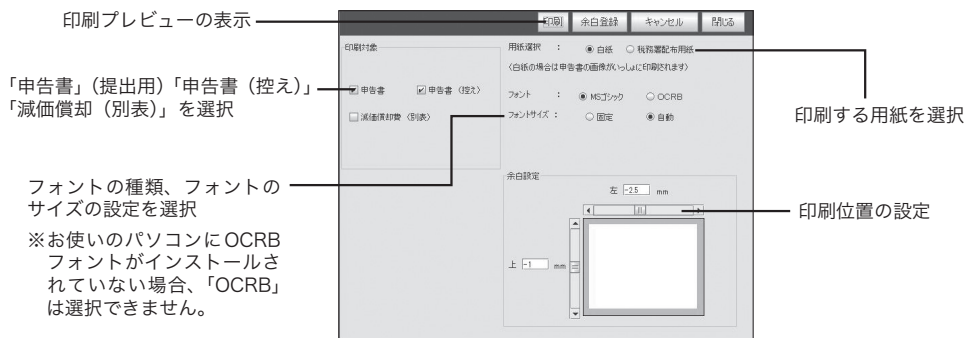 印刷プレビューの表示
印刷 余白登録 キャンセル 閉じる
印刷対象
用紙選択 : 白紙 税務署配布用紙
〈白紙の場合は申告書の画像がいっしょに印刷されます〉
「申告書」（提出用）「申告書（控え）」
「減価償却（別表）」を選択
申告書 申告書〈控え〉
減価償却費〈別表〉
フォント : MSゴシック OCRB
フォントサイズ : 固定 自動
印刷する用紙を選択
フォントの種類、フォントの
サイズの設定を選択
※お使いのパソコンにOCRB
フォントがインストールさ
れていない場合、「OCRB」
は選択できません。
余白設定
左 -2.5 mm
印刷位置の設定
上 -1 mm